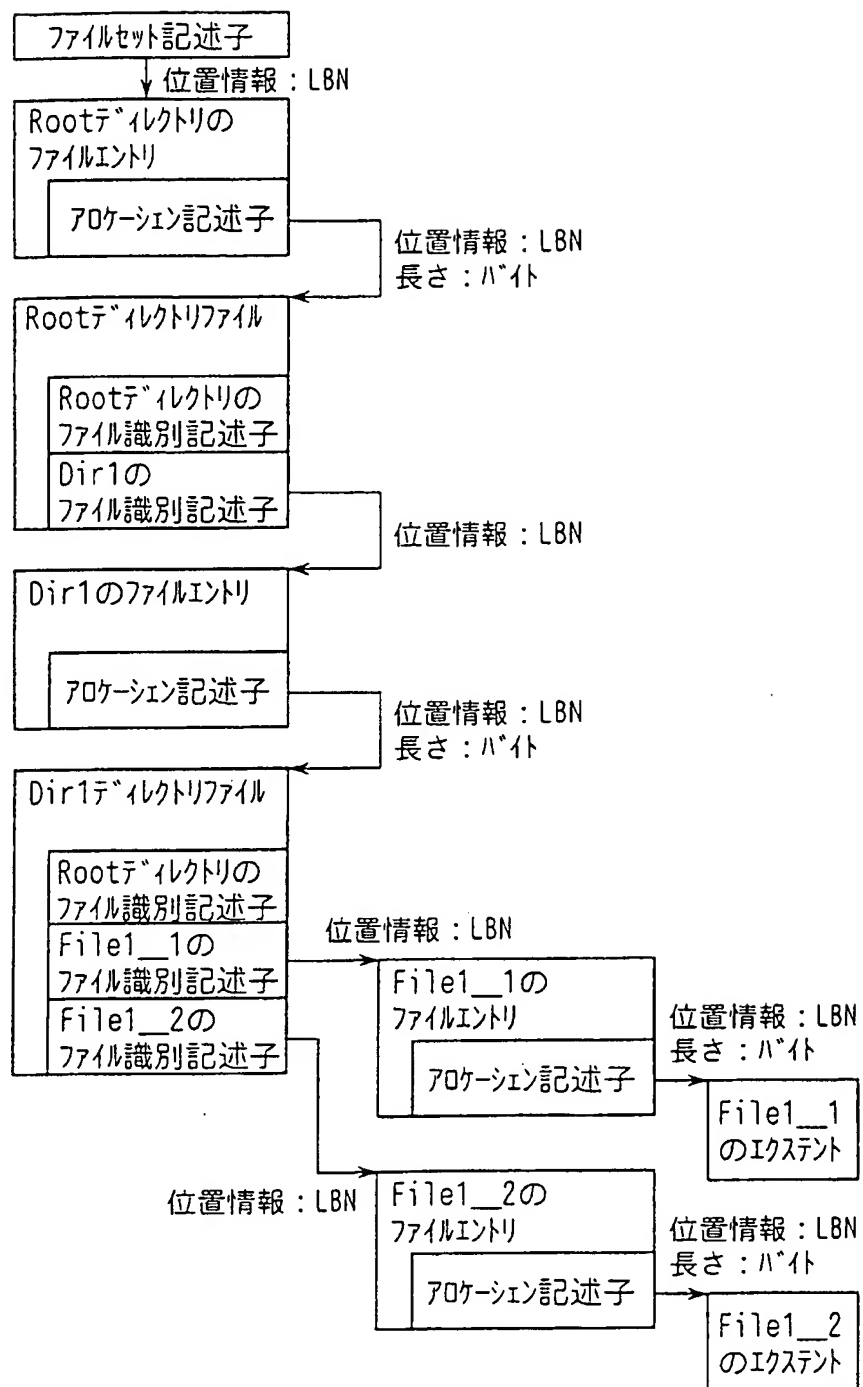 ファイルセット記述子
位置情報：LBN
Rootディレクトリの
ファイルエントリ
アロケーション記述子
位置情報：LBN
長さ：バイト
Rootディレクトリファイル
Rootディレクトリの
ファイル識別記述子
Dir1の
ファイル識別記述子
位置情報：LBN
Dir1のファイルエントリ
アロケーション記述子
位置情報：LBN
長さ：バイト
Dir1ディレクトリファイル
Rootディレクトリの
ファイル識別記述子
File1__1の
ファイル識別記述子
File1__2の
ファイル識別記述子
位置情報：LBN
File1__1の
ファイルエントリ
アロケーション記述子
位置情報：LBN
長さ：バイト
File1__1
のエクステント
位置情報：LBN
File1__2の
ファイルエントリ
アロケーション記述子
位置情報：LBN
長さ：バイト
File1__2
のエクステント